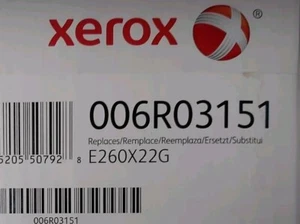 xerox
006R03151
5205 50792 8
Replaces/Remplace/Reemplaza/Ersetzt/Substitui
E260X22G
006R03151